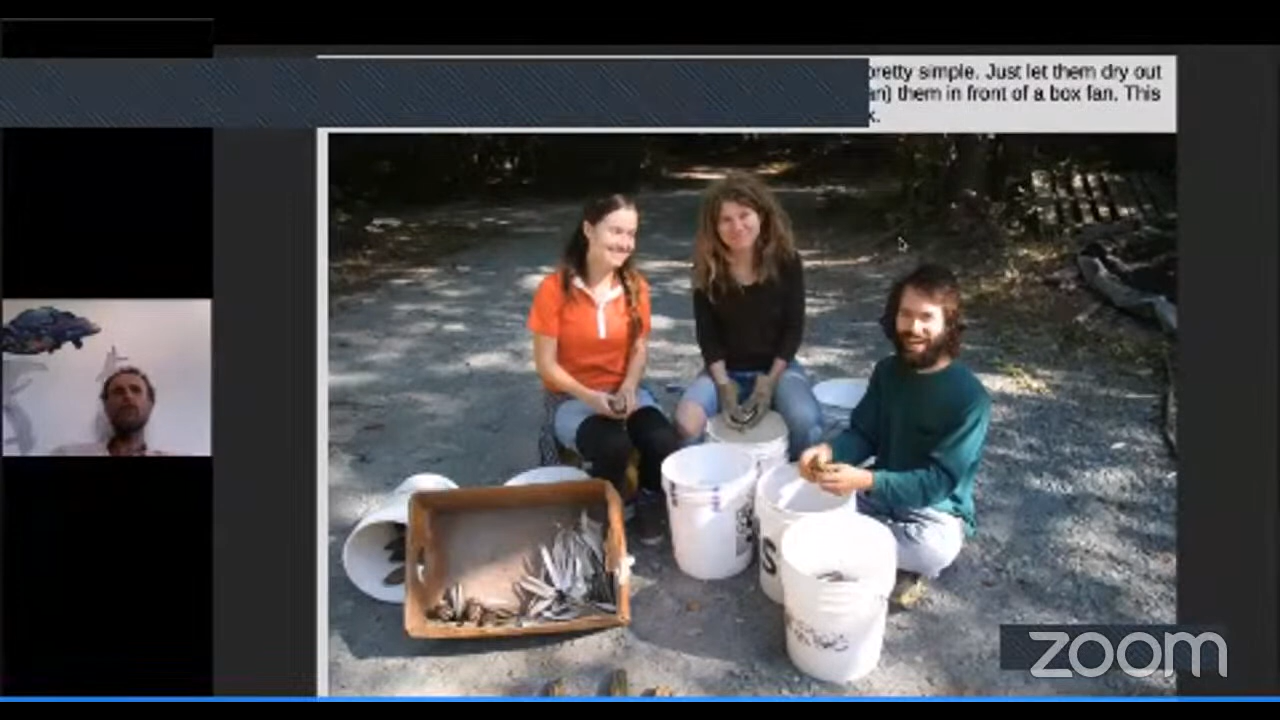 pretty simple. Just let them dry out
an) them in front of a box fan. This
x.
S
zoom